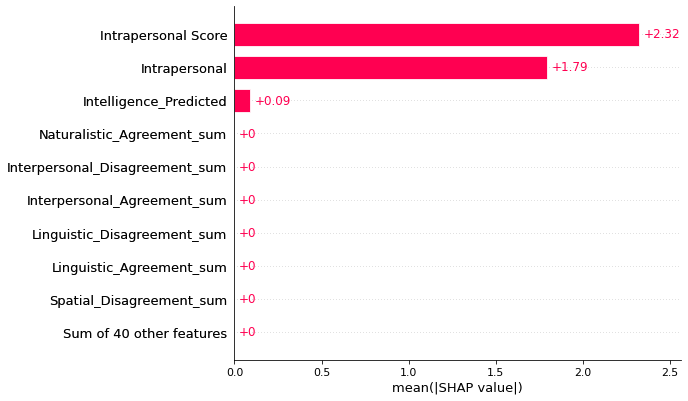 Intrapersonal Score +2.32
Intrapersonal +1.79
Intelligence_Predicted +0.09
Naturalistic_Agreement_sum +0
Interpersonal_Disagreement_sum +0
Interpersonal_Agreement_sum +0
Linguistic_Disagreement_sum +0
Linguistic_Agreement_sum +0
Spatial_Disagreement_sum +0
Sum of 40 other features +0
0.0 0.5 1.0 1.5 2.0 2.5
mean(|SHAP value|)